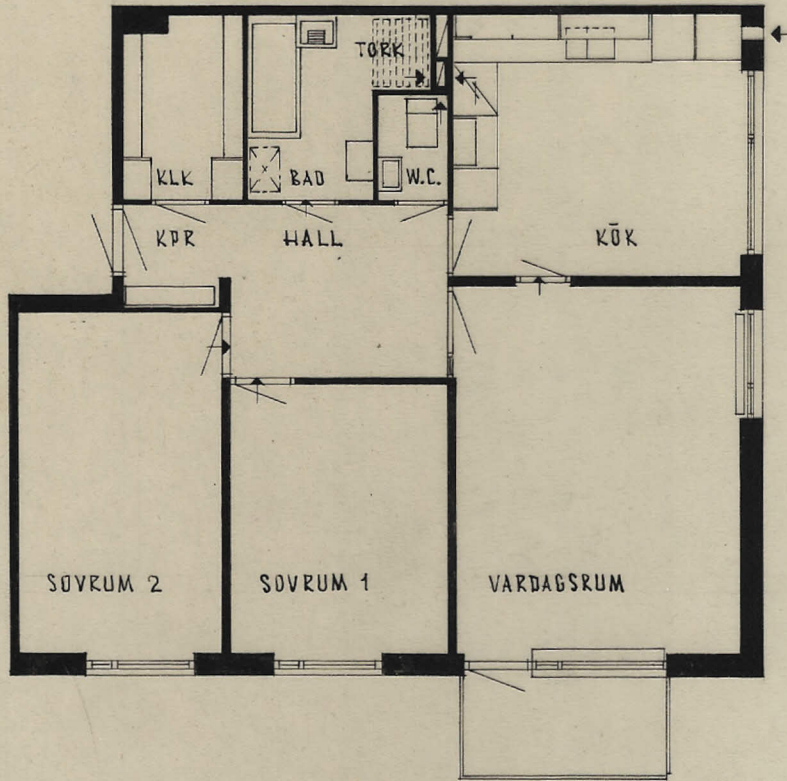 TORK
KLK
BAD
W.C.
KPR
HALL
KÖK
SOVRUM 2
SOVRUM 1
VARDAGSRUM